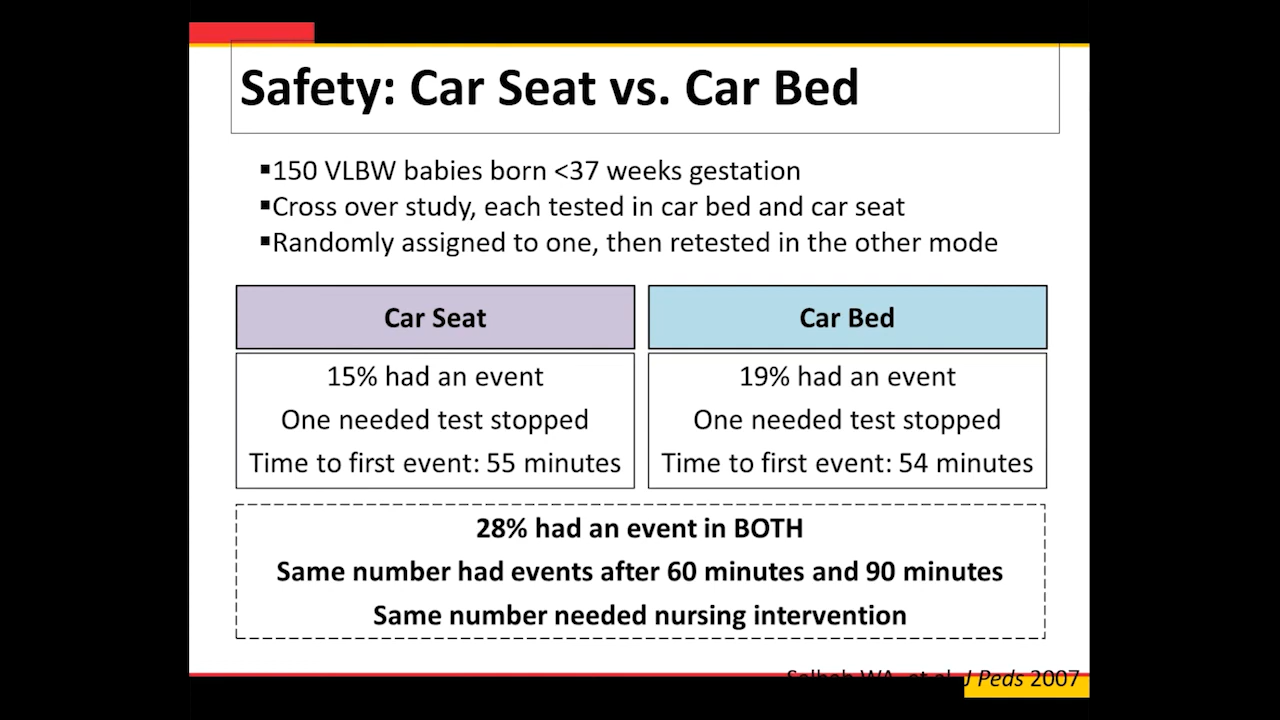 Safety: Car Seat vs. Car Bed
▪150 VLBW babies born <37 weeks gestation
▪Cross over study, each tested in car bed and car seat
▪Randomly assigned to one, then retested in the other mode
Car Seat
15% had an event
One needed test stopped
Time to first event: 55 minutes
Car Bed
19% had an event
One needed test stopped
Time to first event: 54 minutes
28% had an event in BOTH
Same number had events after 60 minutes and 90 minutes
Same number needed nursing intervention
J Peds 2007